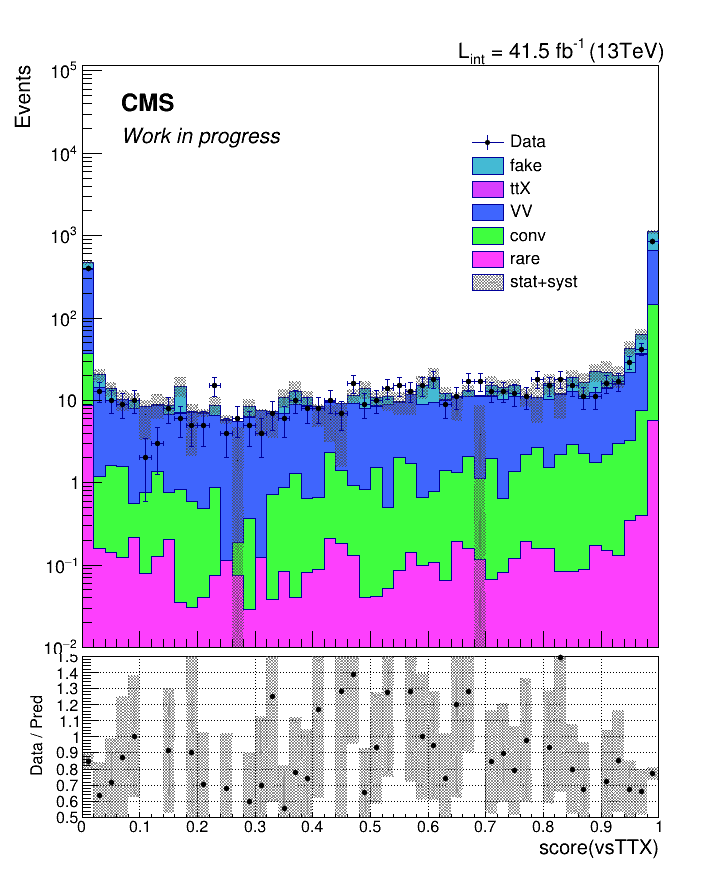 L_int = 41.5 fb^-1 (13TeV)
Events
10^5
10^4
10^3
10^2
10
1
10^-1
10^-2
CMS
Work in progress
Data
fake
ttX
VV
conv
rare
stat+syst
Data / Pred
1.5
1.4
1.3
1.2
1.1
1
0.9
0.8
0.7
0.6
0.5
0 0.1 0.2 0.3 0.4 0.5 0.6 0.7 0.8 0.9 1
score(vsTTX)